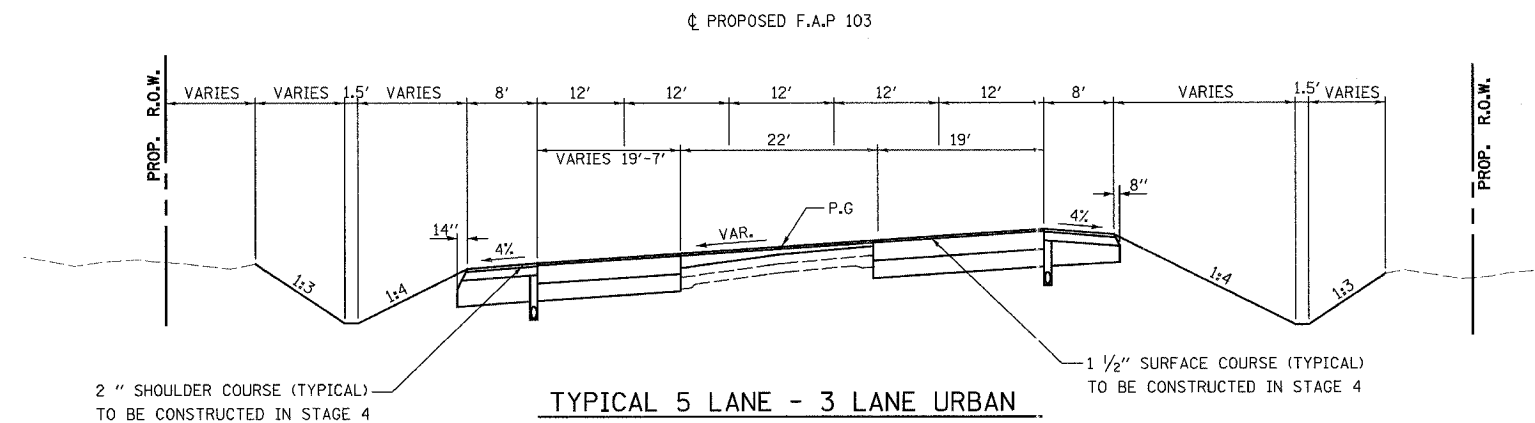 ℄ PROPOSED F.A.P 103
PROP. R.O.W.
VARIES VARIES 1.5' VARIES 8' 12' 12' 12' 12' 12' 8' VARIES 1.5' VARIES
PROP. R.O.W.
VARIES 19'-7' 22' 19'
8"
P.G
14" 4% VAR. 4%
1:3 1:4 1:4 1:3
2 " SHOULDER COURSE (TYPICAL)
TO BE CONSTRUCTED IN STAGE 4
1 1/2" SURFACE COURSE (TYPICAL)
TO BE CONSTRUCTED IN STAGE 4
TYPICAL 5 LANE - 3 LANE URBAN